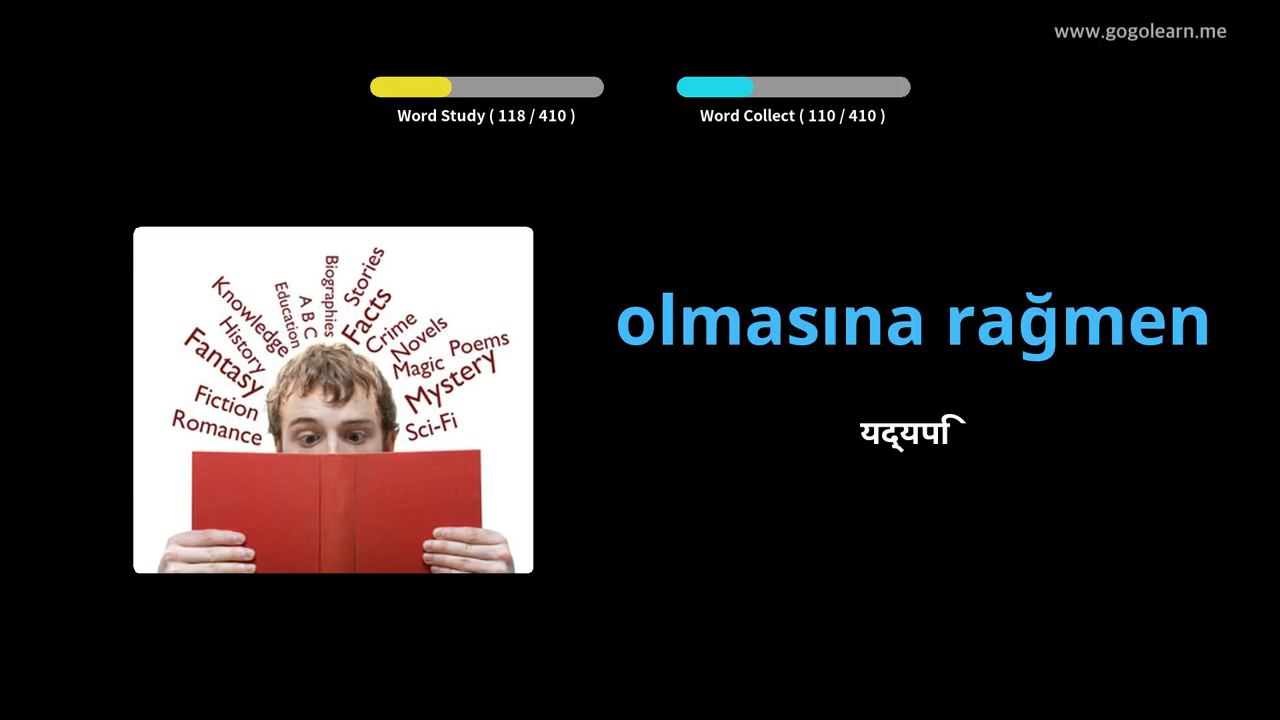 www.gogolearn.me
Word Study ( 118 / 410 )
Word Collect ( 110 / 410 )
Biographies
Stories
Education
A B C
Facts
Knowledge
History
Crime
Novels
Poems
Fantasy
Magic
Mystery
Fiction
Romance
Sci-Fi
olmasına rağmen
यद्यपि